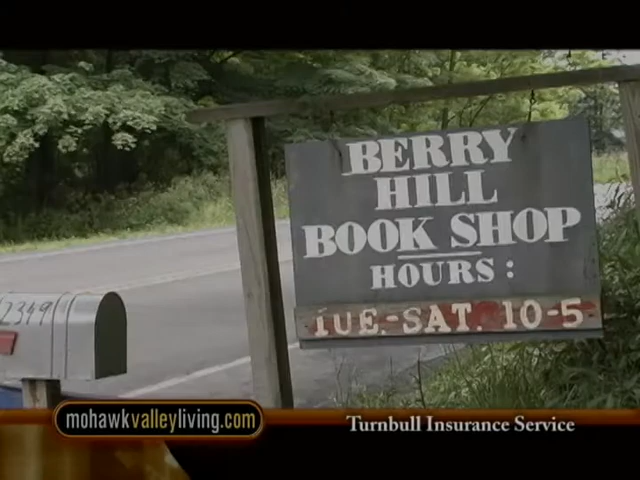 BERRY
HILL
BOOK SHOP
HOURS:
TUE.-SAT. 10-5
2349
mohawkvalleyliving.com
Turnbull Insurance Service